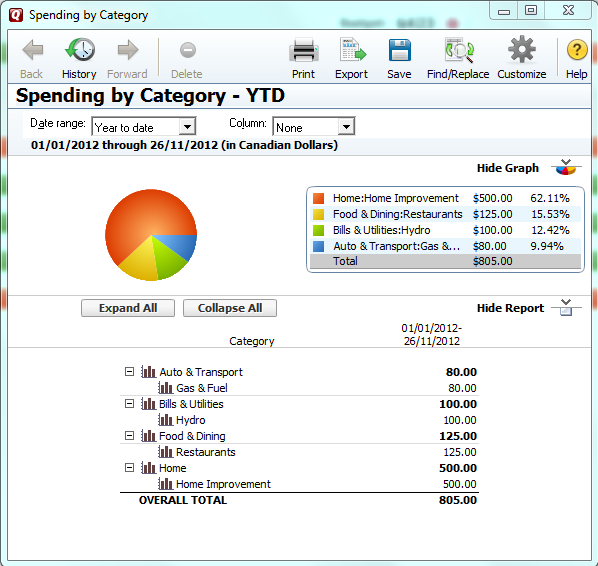 Spending by Category
Back History Forward Delete Print Export Save Find/Replace Customize Help
Spending by Category - YTD
Date range: Year to date Column: None
01/01/2012 through 26/11/2012 (in Canadian Dollars)
Hide Graph
Home:Home Improvement $500.00 62.11%
Food & Dining:Restaurants $125.00 15.53%
Bills & Utilities:Hydro $100.00 12.42%
Auto & Transport:Gas &... $80.00 9.94%
Total $805.00
Expand All Collapse All Hide Report
01/01/2012-
Category 26/11/2012
Auto & Transport 80.00
Gas & Fuel 80.00
Bills & Utilities 100.00
Hydro 100.00
Food & Dining 125.00
Restaurants 125.00
Home 500.00
Home Improvement 500.00
OVERALL TOTAL 805.00